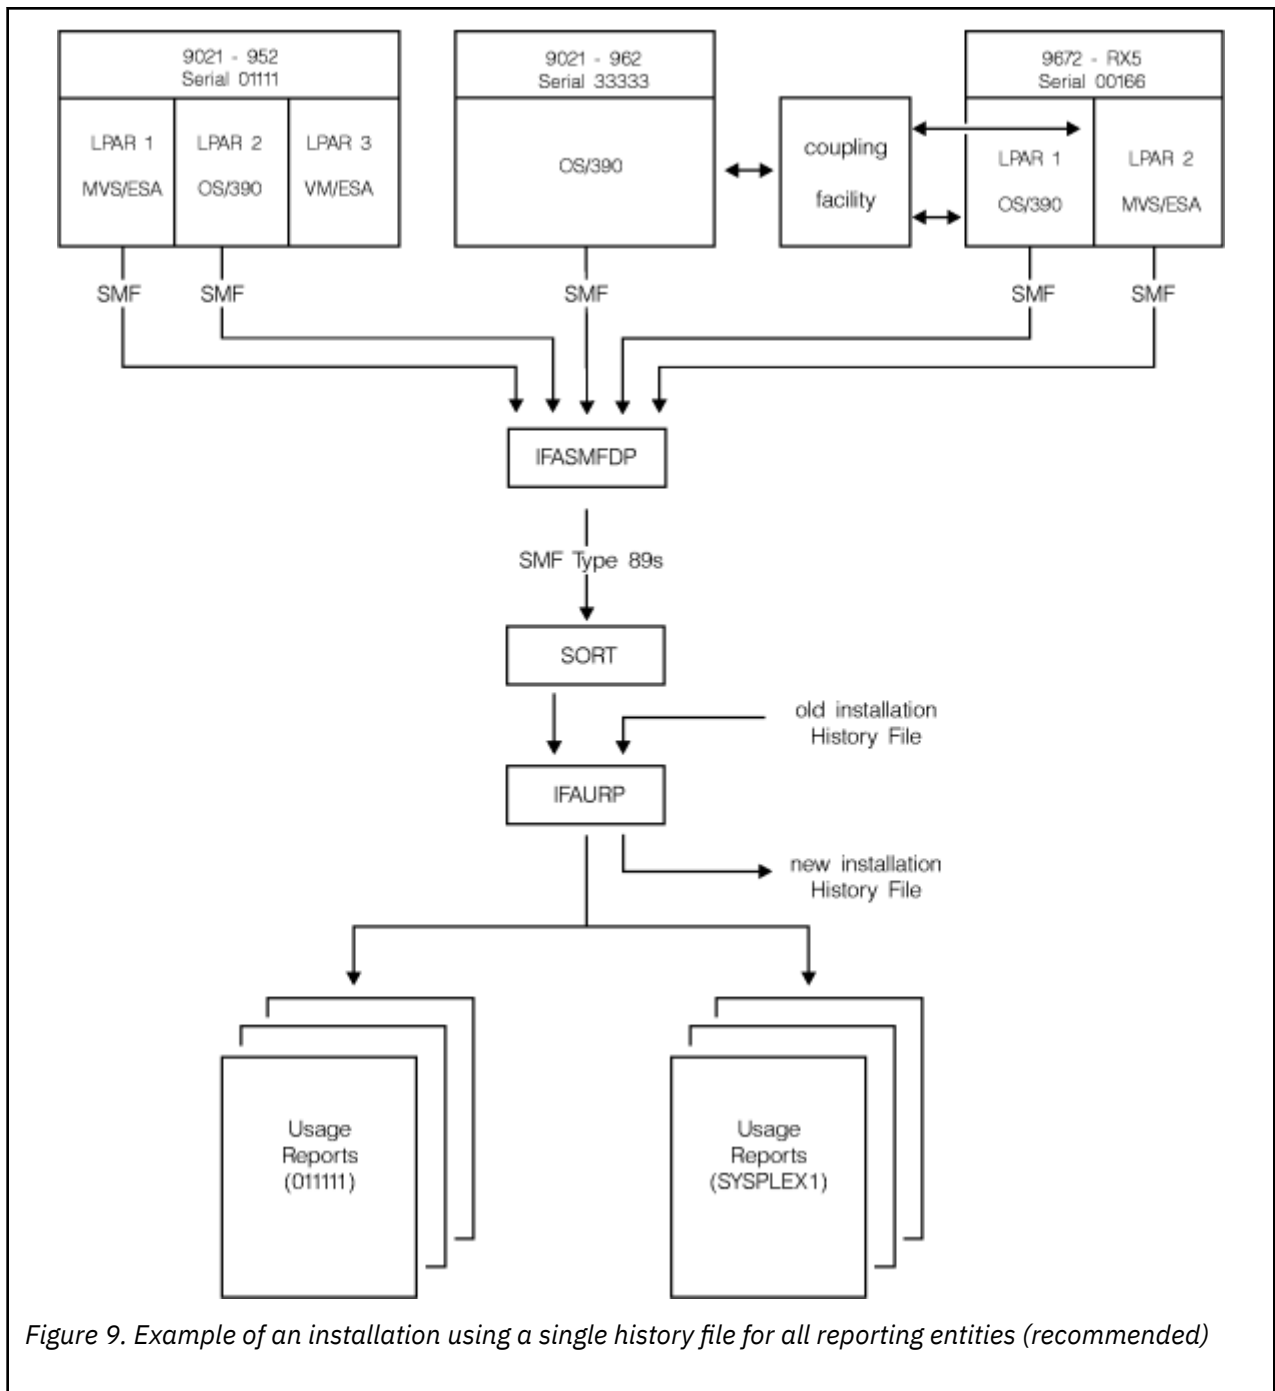 9021 - 952
Serial 01111
9021 - 962
Serial 33333
9672 - RX5
Serial 00166
LPAR 1
MVS/ESA
LPAR 2
OS/390
LPAR 3
VM/ESA
OS/390
coupling
facility
LPAR 1
OS/390
LPAR 2
MVS/ESA
SMF
SMF
SMF
SMF
SMF
IFASMFDP
SMF Type 89s
SORT
old installation
History File
IFAURP
new installation
History File
Usage
Reports
(011111)
Usage
Reports
(SYSPLEX1)
Figure 9. Example of an installation using a single history file for all reporting entities (recommended)